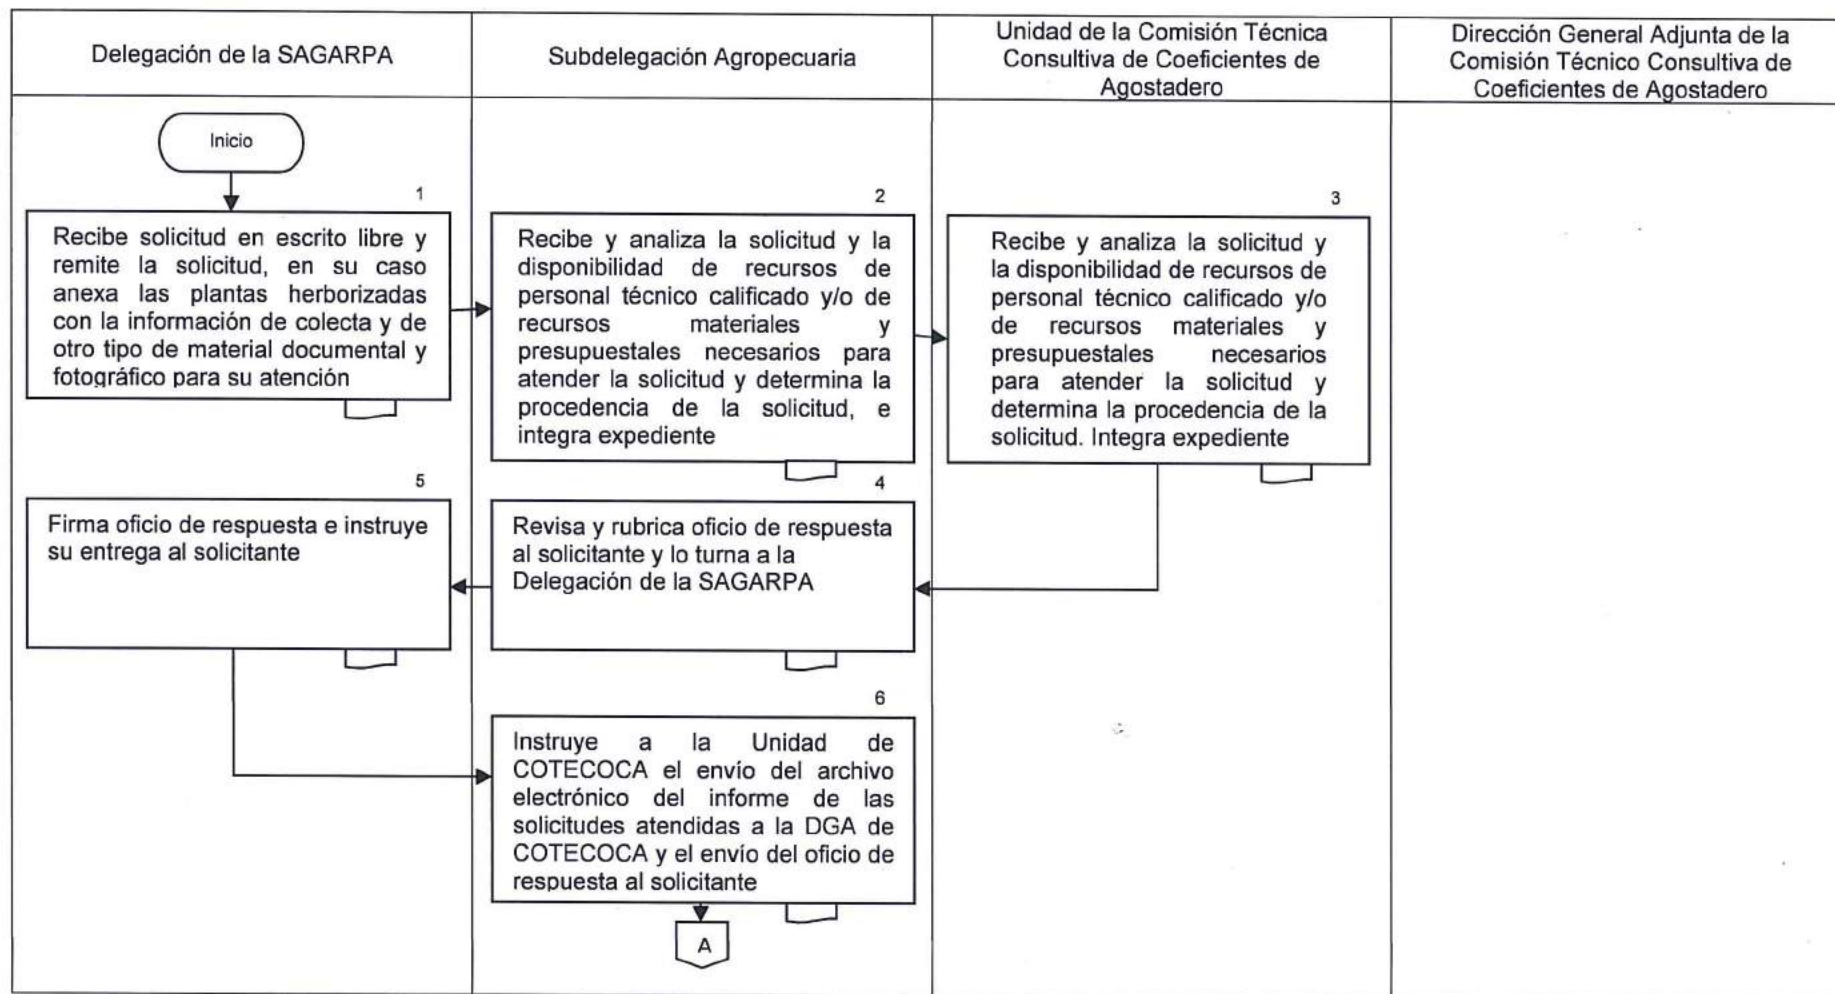 Delegación de la SAGARPA
Subdelegación Agropecuaria
Unidad de la Comisión Técnica
Consultiva de Coeficientes de
Agostadero
Dirección General Adjunta de la
Comisión Técnico Consultiva de
Coeficientes de Agostadero
Inicio
1
Recibe solicitud en escrito libre y
remite la solicitud, en su caso
anexa las plantas herborizadas
con la información de colecta y de
otro tipo de material documental y
fotográfico para su atención
2
Recibe y analiza la solicitud y la
disponibilidad de recursos de
personal técnico calificado y/o de
recursos materiales y
presupuestales necesarios para
atender la solicitud y determina la
procedencia de la solicitud, e
integra expediente
3
Recibe y analiza la solicitud y
la disponibilidad de recursos de
personal técnico calificado y/o
de recursos materiales y
presupuestales necesarios
para atender la solicitud y
determina la procedencia de la
solicitud. Integra expediente
4
Revisa y rubrica oficio de respuesta
al solicitante y lo turna a la
Delegación de la SAGARPA
5
Firma oficio de respuesta e instruye
su entrega al solicitante
6
Instruye a la Unidad de
COTECOCA el envío del archivo
electrónico del informe de las
solicitudes atendidas a la DGA de
COTECOCA y el envío del oficio de
respuesta al solicitante
A